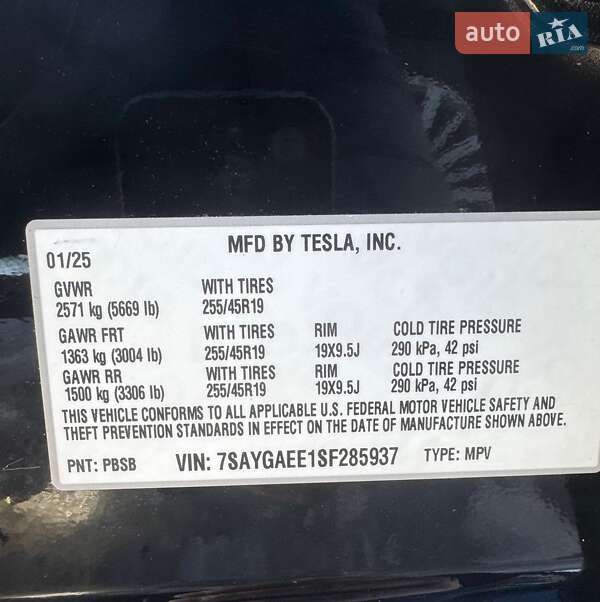 auto RIA.com
MFD BY TESLA, INC.
01/25
GVWR WITH TIRES
2571 kg (5669 lb) 255/45R19
GAWR FRT WITH TIRES RIM COLD TIRE PRESSURE
1363 kg (3004 lb) 255/45R19 19X9.5J 290 kPa, 42 psi
GAWR RR WITH TIRES RIM COLD TIRE PRESSURE
1500 kg (3306 lb) 255/45R19 19X9.5J 290 kPa, 42 psi
THIS VEHICLE CONFORMS TO ALL APPLICABLE U.S. FEDERAL MOTOR VEHICLE SAFETY AND
THEFT PREVENTION STANDARDS IN EFFECT ON THE DATE OF MANUFACTURE SHOWN ABOVE.
PNT: PBSB VIN: 7SAYGAEE1SF285937 TYPE: MPV